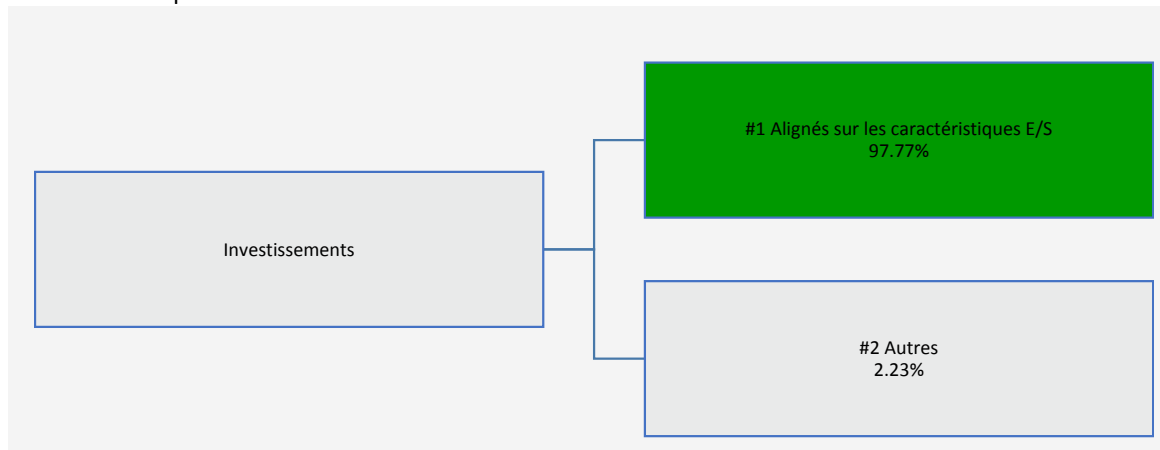 #1 Alignés sur les caractéristiques E/S
97.77%
Investissements
#2 Autres
2.23%